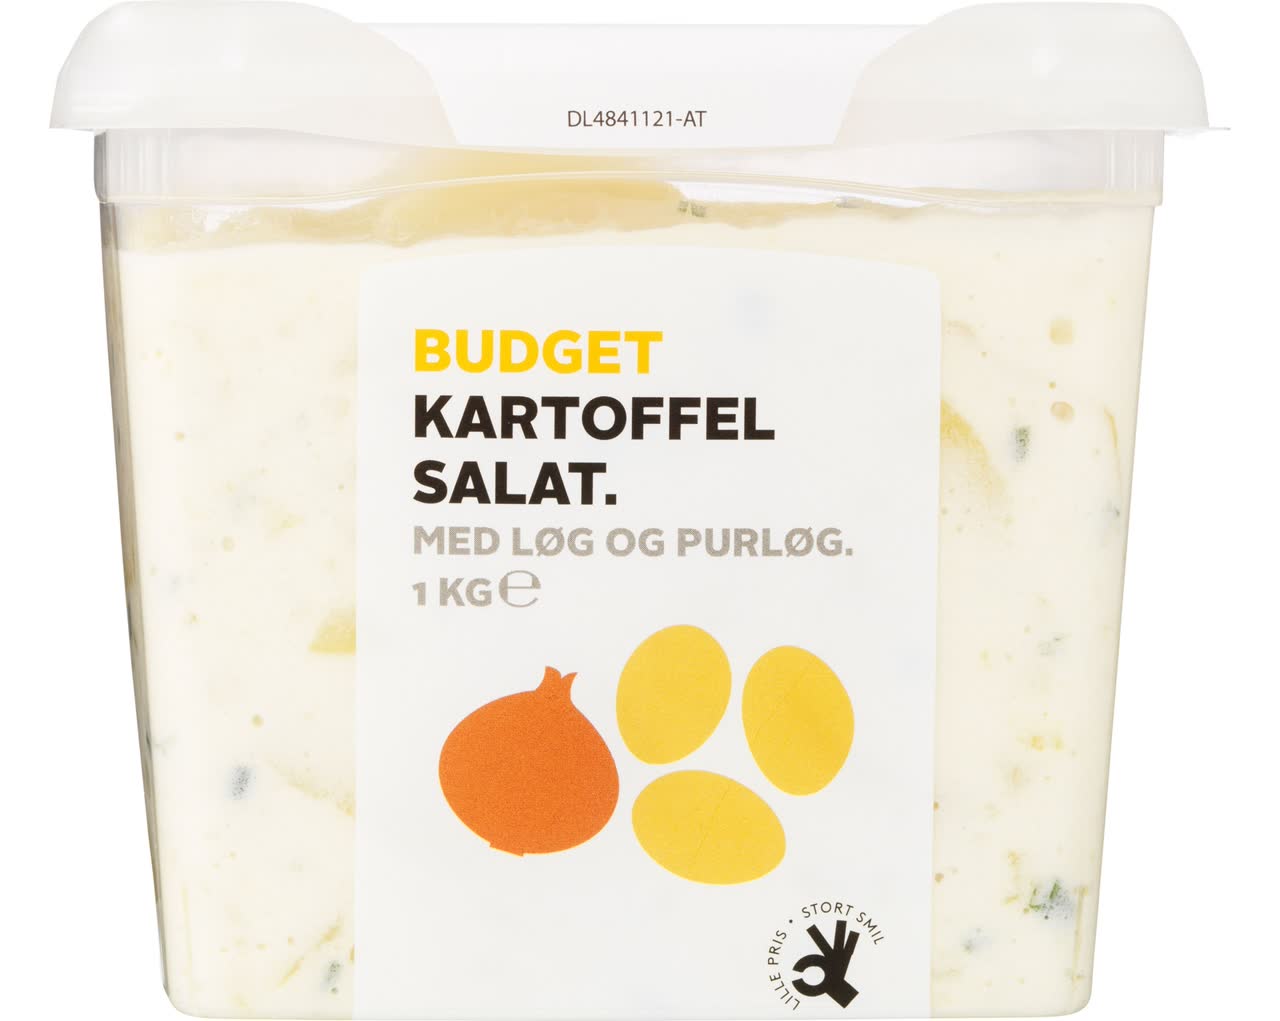 DL4841121-AT
BUDGET
KARTOFFEL
SALAT.
MED LØG OG PURLØG.
1 KG ℮
LILLE PRIS • STORT SMIL